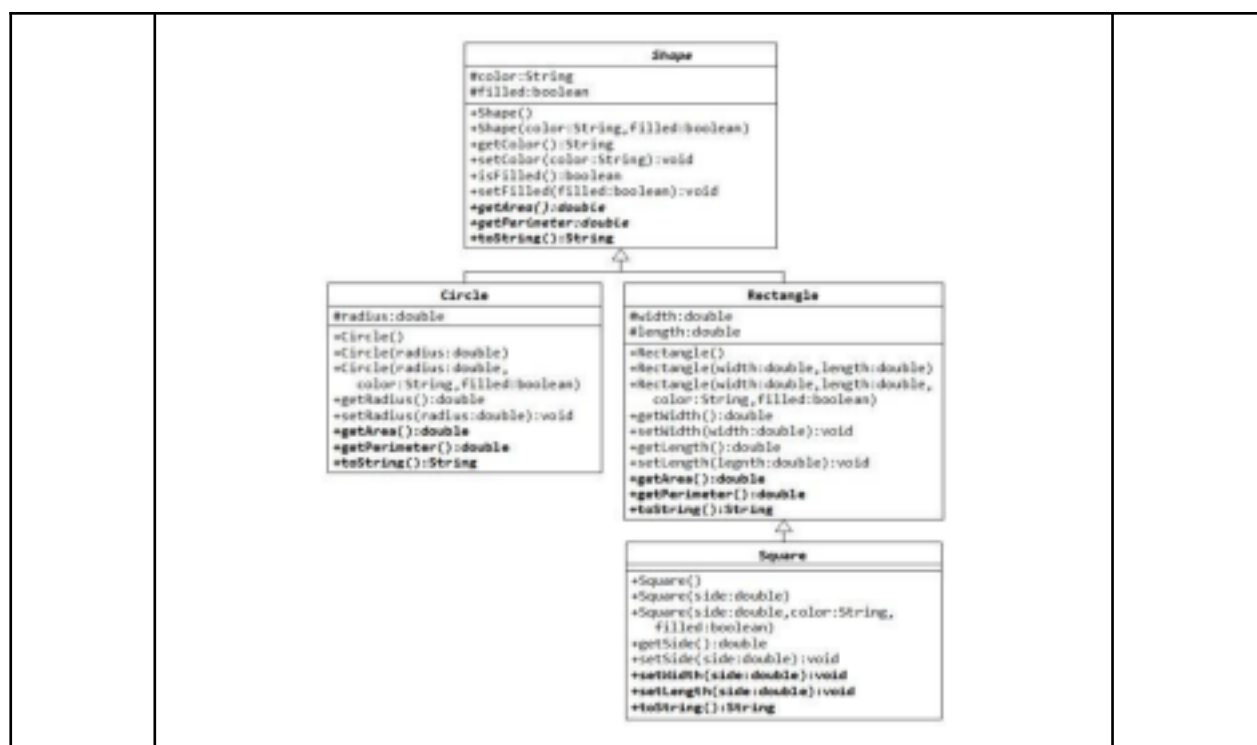 Shape
#color:String
#filled:boolean
+Shape()
+Shape(color:String,filled:boolean)
+getColor():String
+setColor(color:String):void
+isFilled():boolean
+setFilled(filled:boolean):void
+getArea():double
+getPerimeter:double
+toString():String
Circle
#radius:double
+Circle()
+Circle(radius:double)
+Circle(radius:double,
color:String,filled:boolean)
+getRadius():double
+setRadius(radius:double):void
+getArea():double
+getPerimeter():double
+toString():String
Rectangle
#width:double
#length:double
+Rectangle()
+Rectangle(width:double,length:double)
+Rectangle(width:double,length:double,
color:String,filled:boolean)
+getWidth():double
+setWidth(width:double):void
+getLength():double
+setLength(legnth:double):void
+getArea():double
+getPerimeter():double
+toString():String
Square
+Square()
+Square(side:double)
+Square(side:double,color:String,
filled:boolean)
+getSide():double
+setSide(side:double):void
+setWidth(side:double):void
+setLength(side:double):void
+toString():String